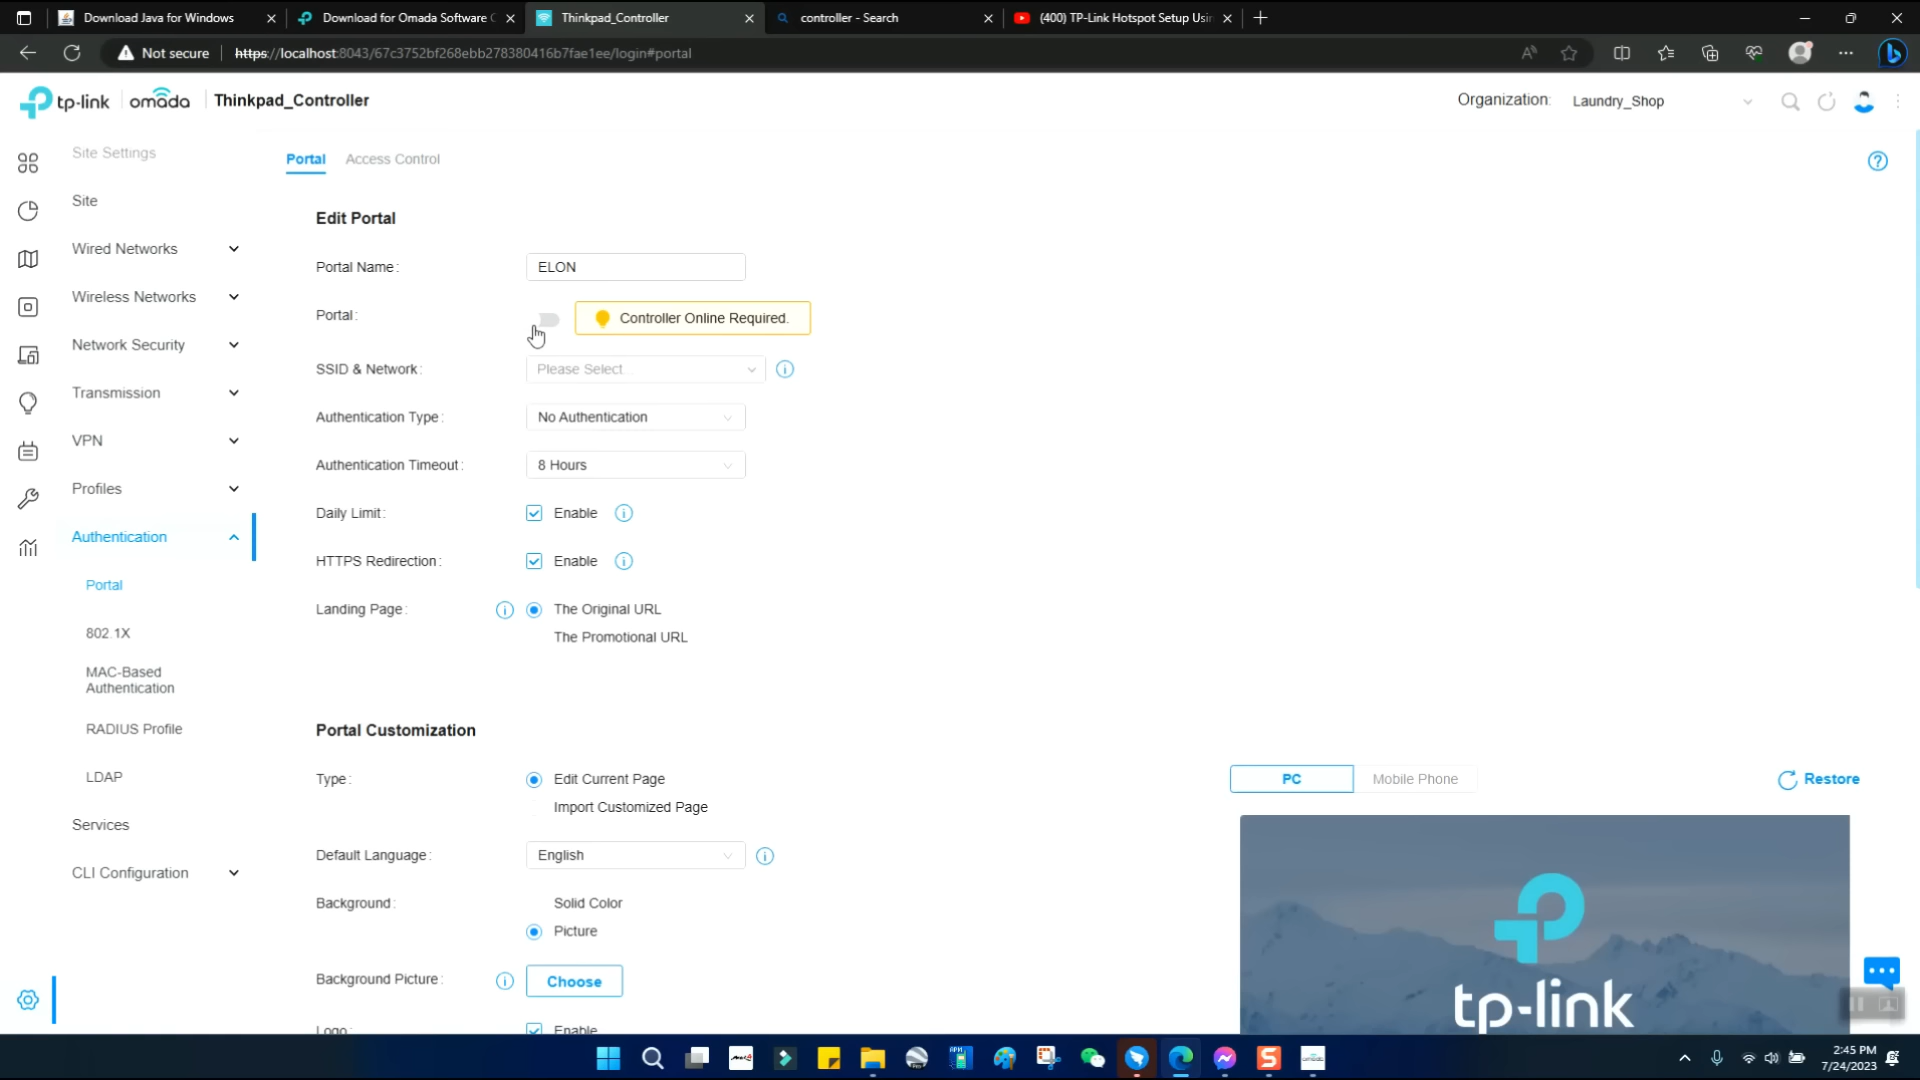 Download Java for Windows
Download for Omada Software C
Thinkpad_Controller
controller - Search
(400) TP-Link Hotspot Setup Usin
Not secure
https://localhost:8043/67c3752bf268ebb278380416b7fae1ee/login#portal
tp-link
omada
Thinkpad_Controller
Organization:
Laundry_Shop
Site Settings
Site
Wired Networks
Wireless Networks
Network Security
Transmission
VPN
Profiles
Authentication
Portal
802.1X
MAC-Based
Authentication
RADIUS Profile
LDAP
Services
CLI Configuration
Portal
Access Control
Edit Portal
Portal Name:
ELON
Portal:
Controller Online Required.
SSID & Network:
Please Select...
Authentication Type:
No Authentication
Authentication Timeout:
8 Hours
Daily Limit:
Enable
HTTPS Redirection:
Enable
Landing Page:
The Original URL
The Promotional URL
Portal Customization
Type:
Edit Current Page
Import Customized Page
Default Language:
English
Background:
Solid Color
Picture
Background Picture:
Choose
Logo:
Enable
PC
Mobile Phone
Restore
tp-link
2:45 PM
7/24/2023